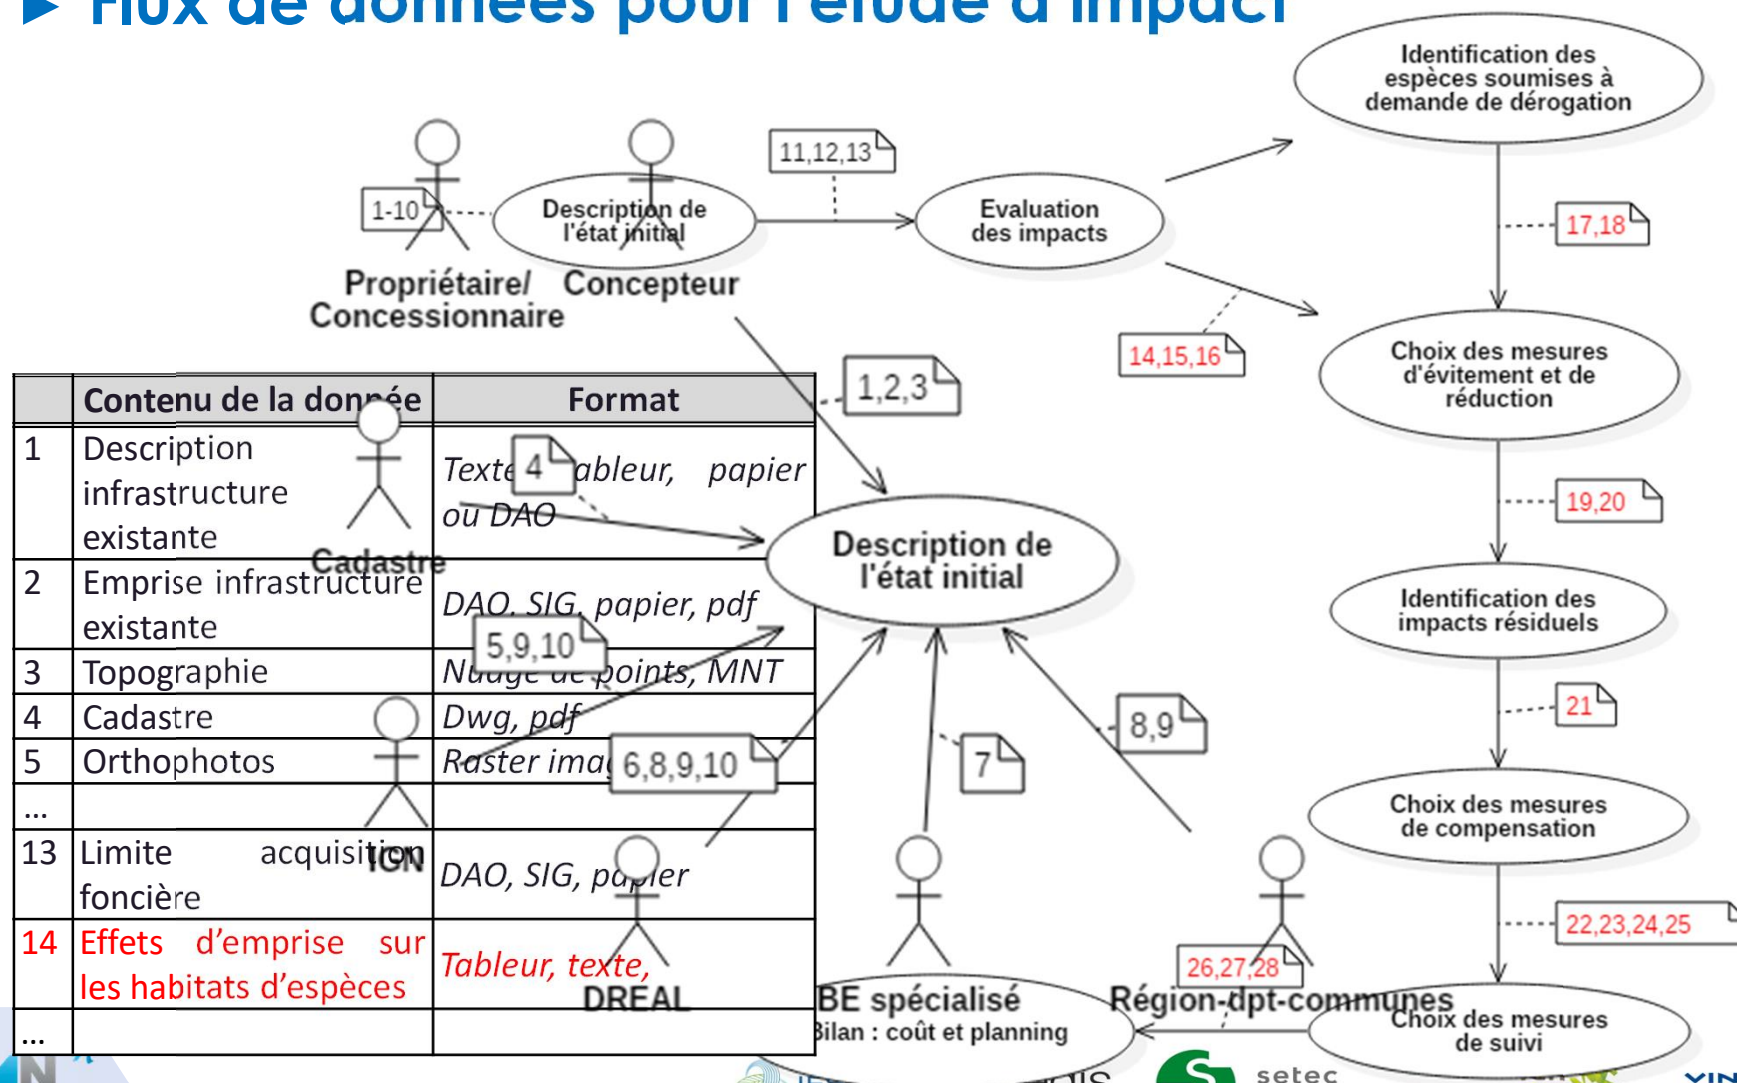 ► Flux de données pour l'étude d'impact
Identification des
espèces soumises à
demande de dérogation
11,12,13
1-10
Description de
l'état initial
Evaluation
des impacts
17,18
Propriétaire/
Concessionnaire
Concepteur
14,15,16
Choix des mesures
d'évitement et de
réduction
1,2,3
Contenu de la donnée
Format
1
Description
infrastructure
existante
Texte
ableur, papier
ou DAO
4
Cadastre
19,20
Description de
l'état initial
2
Emprise infrastructure
existante
DAO, SIG, papier, pdf
5,9,10
Identification des
impacts résiduels
3
Topographie
Nuage de points, MNT
4
Cadastre
Dwg, pdf
21
8,9
5
Orthophotos
Raster
6,8,9,10
7
...
IGN
Choix des mesures
de compensation
13
Limite acquisition
foncière
DAO, SIG, papier
14
Effets d’emprise sur
les habitats d’espèces
Tableur, texte,
22,23,24,25
26,27,28
DREAL
BE spécialisé
Région-dpt-communes
...
Bilan : coût et planning
Choix des mesures
de suivi
setec